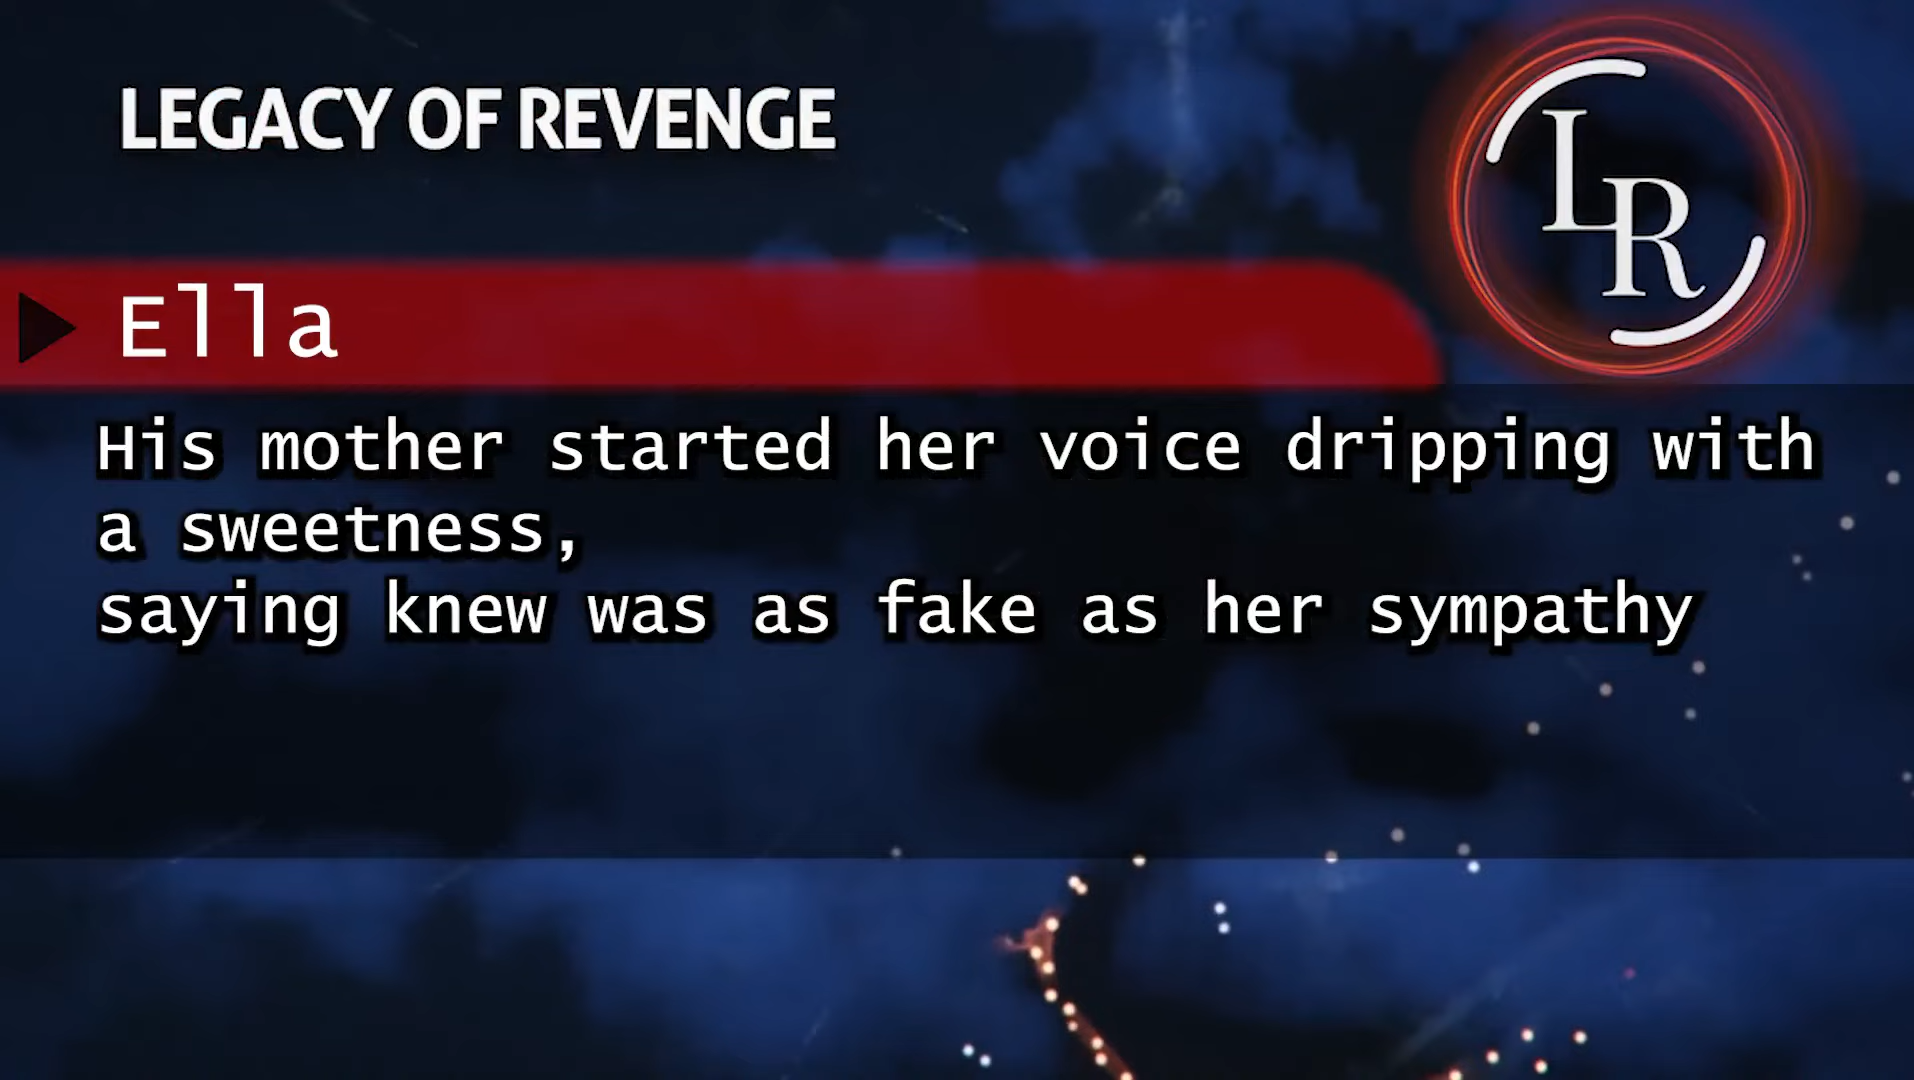 LEGACY OF REVENGE
LR
Ella
His mother started her voice dripping with
a sweetness,
saying knew was as fake as her sympathy